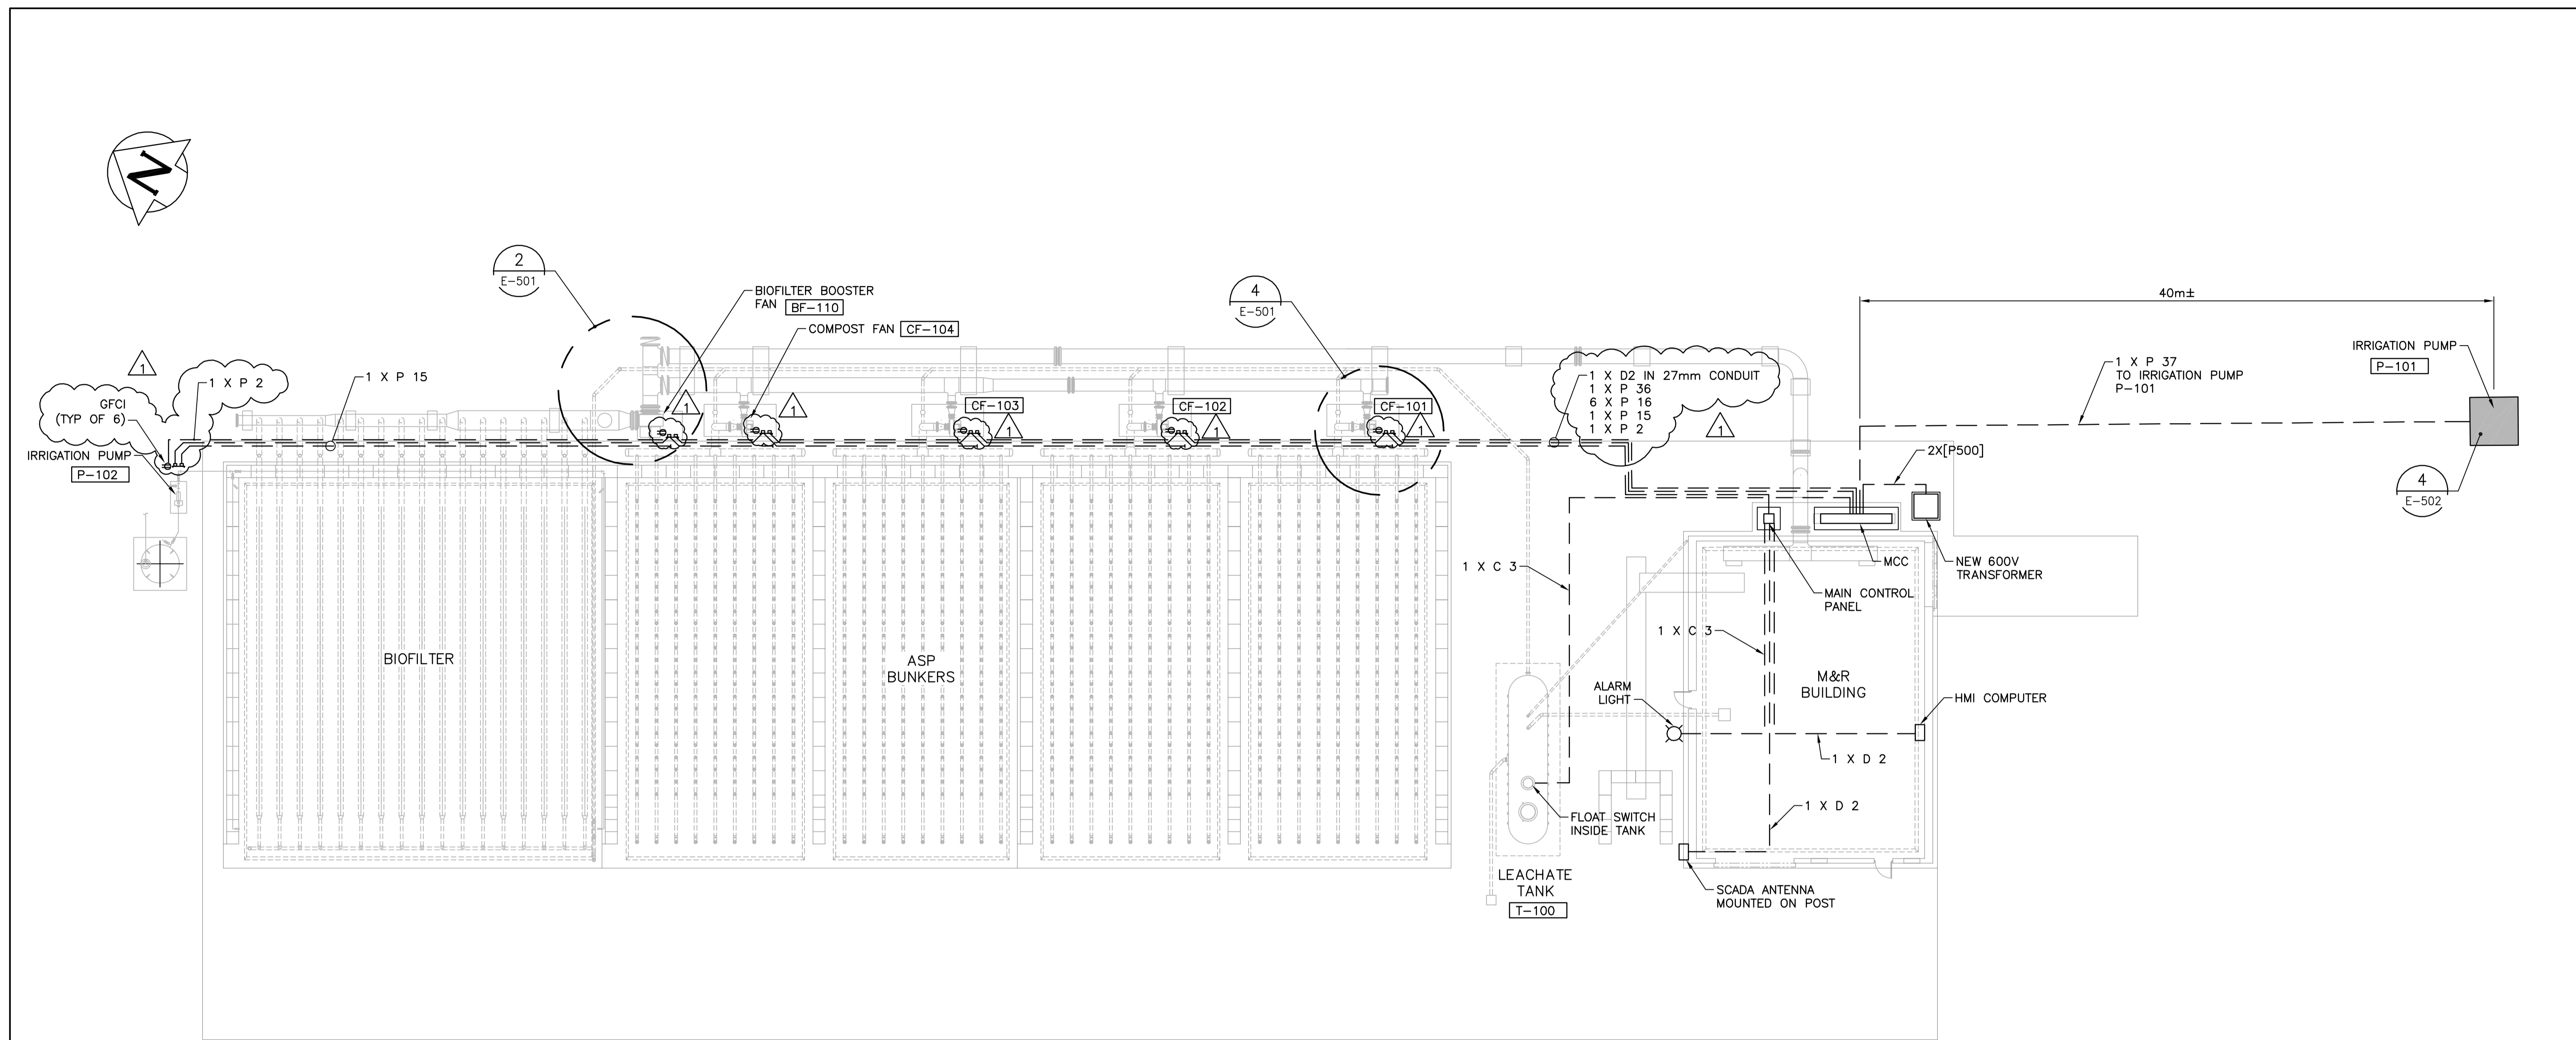 N
2
E-501
BIOFILTER BOOSTER
FAN BF-110
COMPOST FAN CF-104
4
E-501
40m±
IRRIGATION PUMP
P-101
1 X P 37
TO IRRIGATION PUMP
P-101
1
1 X P 2
1 X P 15
GFCI
(TYP OF 6)
IRRIGATION PUMP
P-102
1
1
CF-103
1
CF-102
1
CF-101
1
1 X D2 IN 27mm CONDUIT
1 X P 36
6 X P 16
1 X P 15
1 X P 2
1
2X[P500]
4
E-502
1 X C 3
MCC
NEW 600V
TRANSFORMER
MAIN CONTROL
PANEL
1 X C 3
BIOFILTER
ASP
BUNKERS
M&R
BUILDING
ALARM
LIGHT
HMI COMPUTER
1 X D 2
1 X D 2
FLOAT SWITCH
INSIDE TANK
LEACHATE
TANK
T-100
SCADA ANTENNA
MOUNTED ON POST